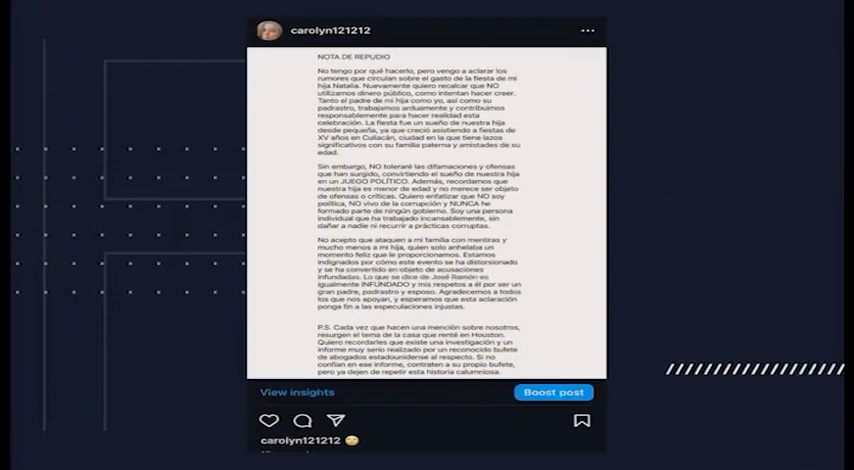 carolyn121212
NOTA DE REPUDIO
No tengo por qué hacerlo, pero vengo a aclarar los
rumores que circulan sobre el gasto de la fiesta de mi
hija Natalia. Nuevamente quiero recalcar que NO
utilizamos dinero público, como intentan hacer creer.
Tanto el padre de mi hija como yo, así como su
padrastro, trabajamos arduamente y contribuimos
responsablemente para hacer realidad esta
celebración. La fiesta fue un sueño de nuestra hija
desde pequeña, ya que creció asistiendo a fiestas de
XV años en Culiacán, ciudad en la que tiene lazos
significativos con su familia paterna y amistades de su
edad.
Sin embargo, NO toleraré las difamaciones y ofensas
que han surgido, convirtiendo el sueño de nuestra hija
en un JUEGO POLÍTICO. Además, recordamos que
nuestra hija es menor de edad y no merece ser objeto
de ofensas o críticas. Quiero enfatizar que NO soy
política, NO vivo de la corrupción y NUNCA he
formado parte de ningún gobierno. Soy una persona
individual que ha trabajado incansablemente, sin
dañar a nadie ni recurrir a prácticas corruptas.
No acepto que ataquen a mi familia con mentiras y
mucho menos a mi hija, quien solo anhelaba un
momento feliz que le proporcionamos. Estamos
indignados por cómo este evento se ha distorsionado
y se ha convertido en objeto de acusaciones
infundadas. Lo que se dice de José Ramón es
igualmente INFUNDADO y mis respetos a él por ser un
gran padre, padrastro y esposo. Agradecemos a todos
los que nos apoyan, y esperamos que esta aclaración
ponga fin a las especulaciones injustas.
P.S. Cada vez que hacen una mención sobre nosotros,
resurgen el tema de la casa que renté en Houston.
Quiero recordarles que existe una investigación y un
informe muy serio realizado por un reconocido bufete
de abogados estadounidense al respecto. Si no
confían en ese informe, contraten a su propio bufete,
pero ya dejen de repetir esta historia calumniosa.
View insights
Boost post
carolyn121212